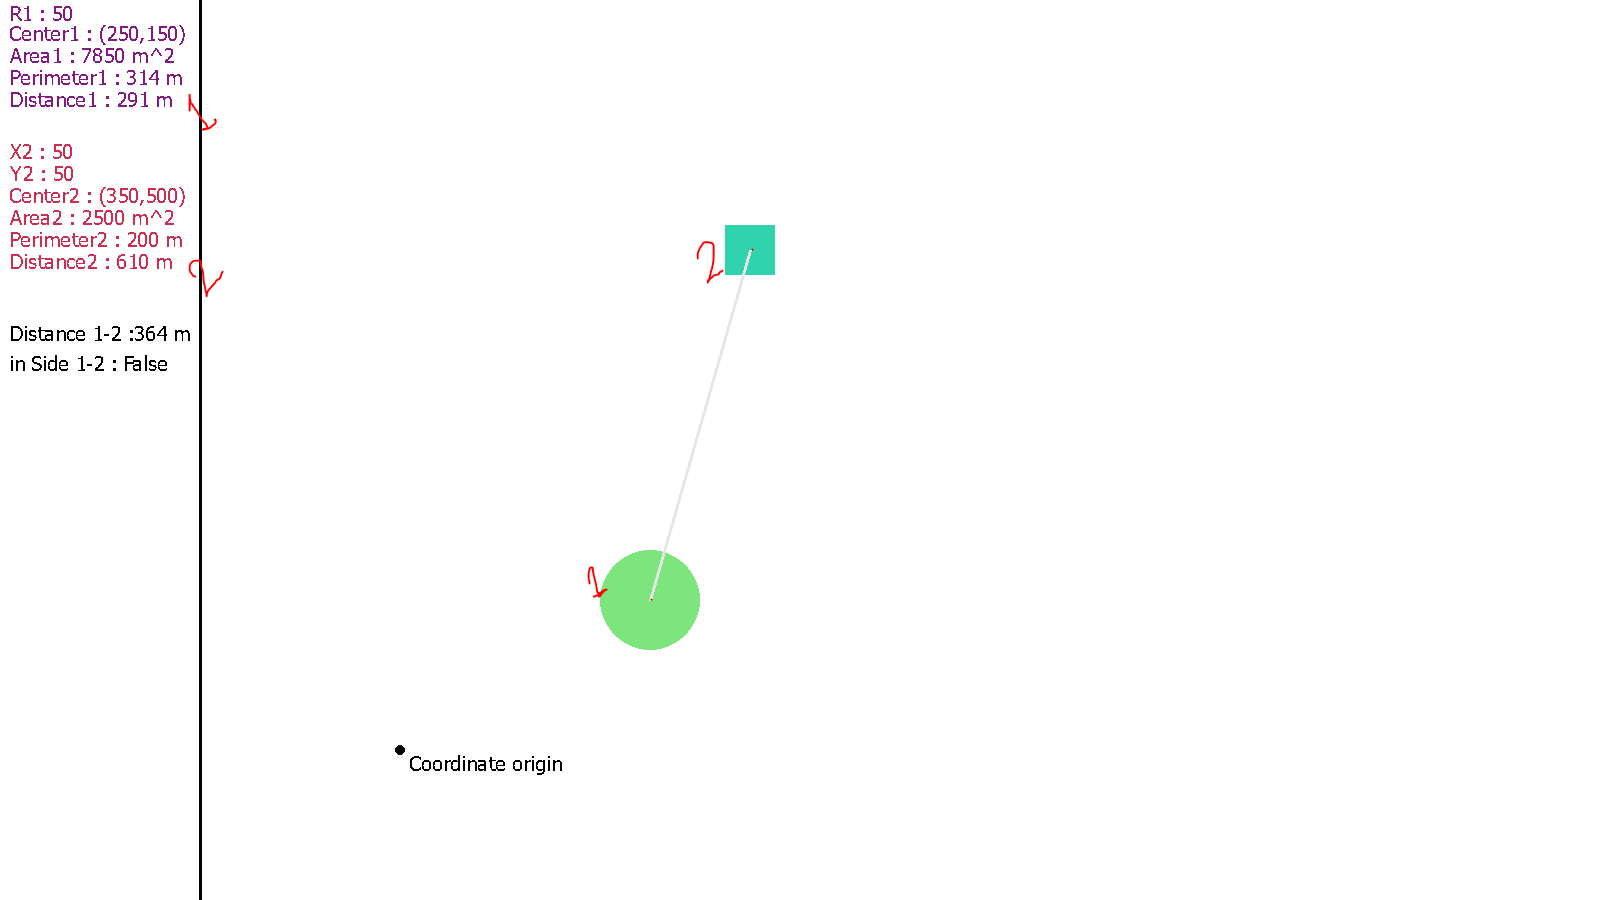 R1 : 50
Center1 : (250,150)
Area1 : 7850 m^2
Perimeter1 : 314 m
Distance1 : 291 m
1
X2 : 50
Y2 : 50
Center2 : (350,500)
Area2 : 2500 m^2
Perimeter2 : 200 m
Distance2 : 610 m
2
Distance 1-2 :364 m
in Side 1-2 : False
2
1
Coordinate origin